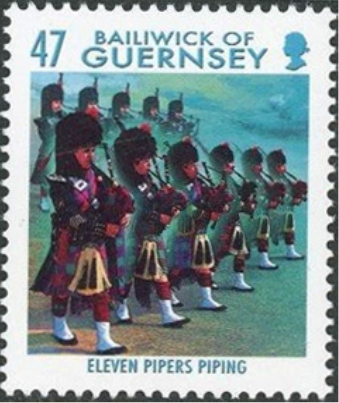 47
BAILIWICK OF
GUERNSEY
ELEVEN PIPERS PIPING